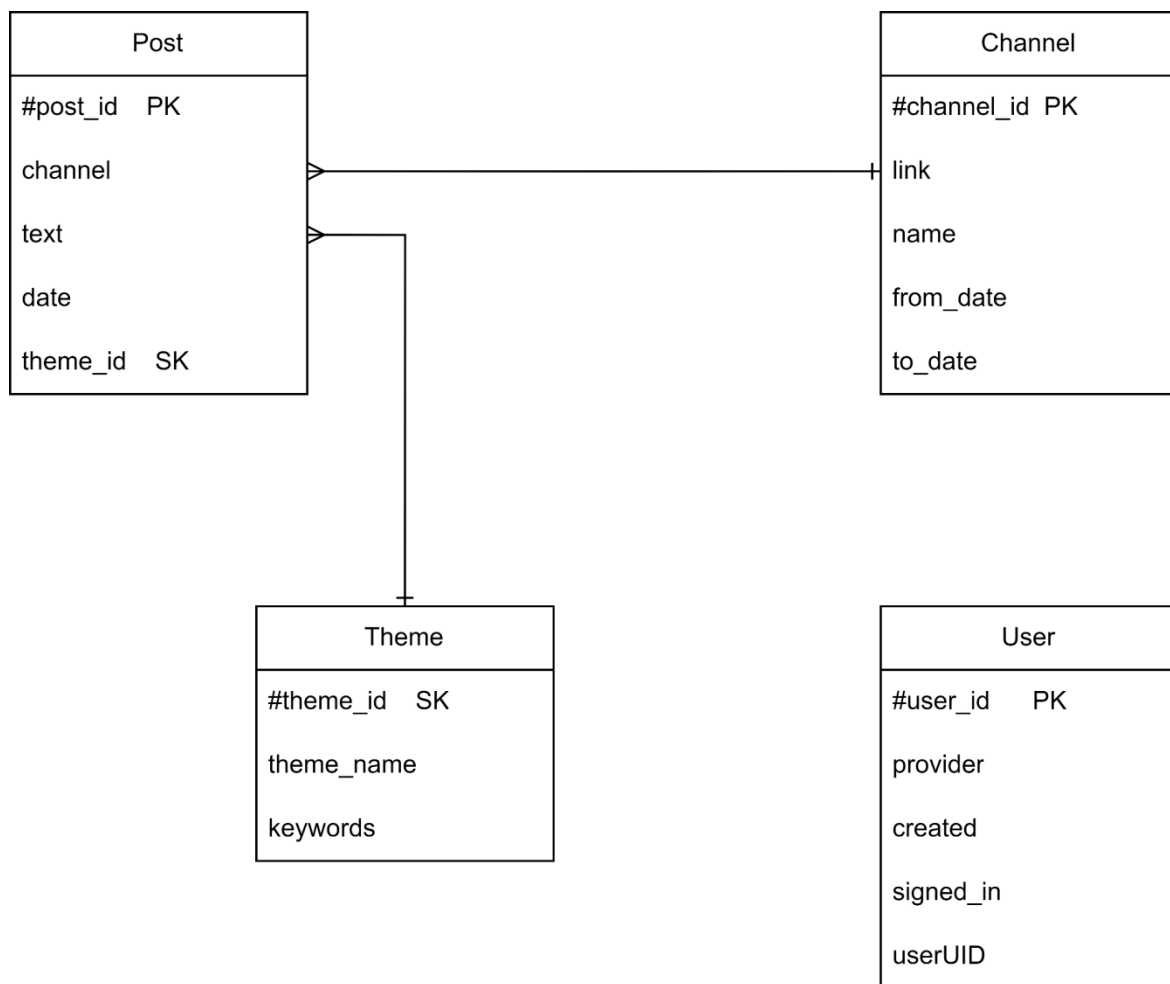 Post
#post_id PK
channel
text
date
theme_id SK
Channel
#channel_id PK
link
name
from_date
to_date
Theme
#theme_id SK
theme_name
keywords
User
#user_id PK
provider
created
signed_in
userUID